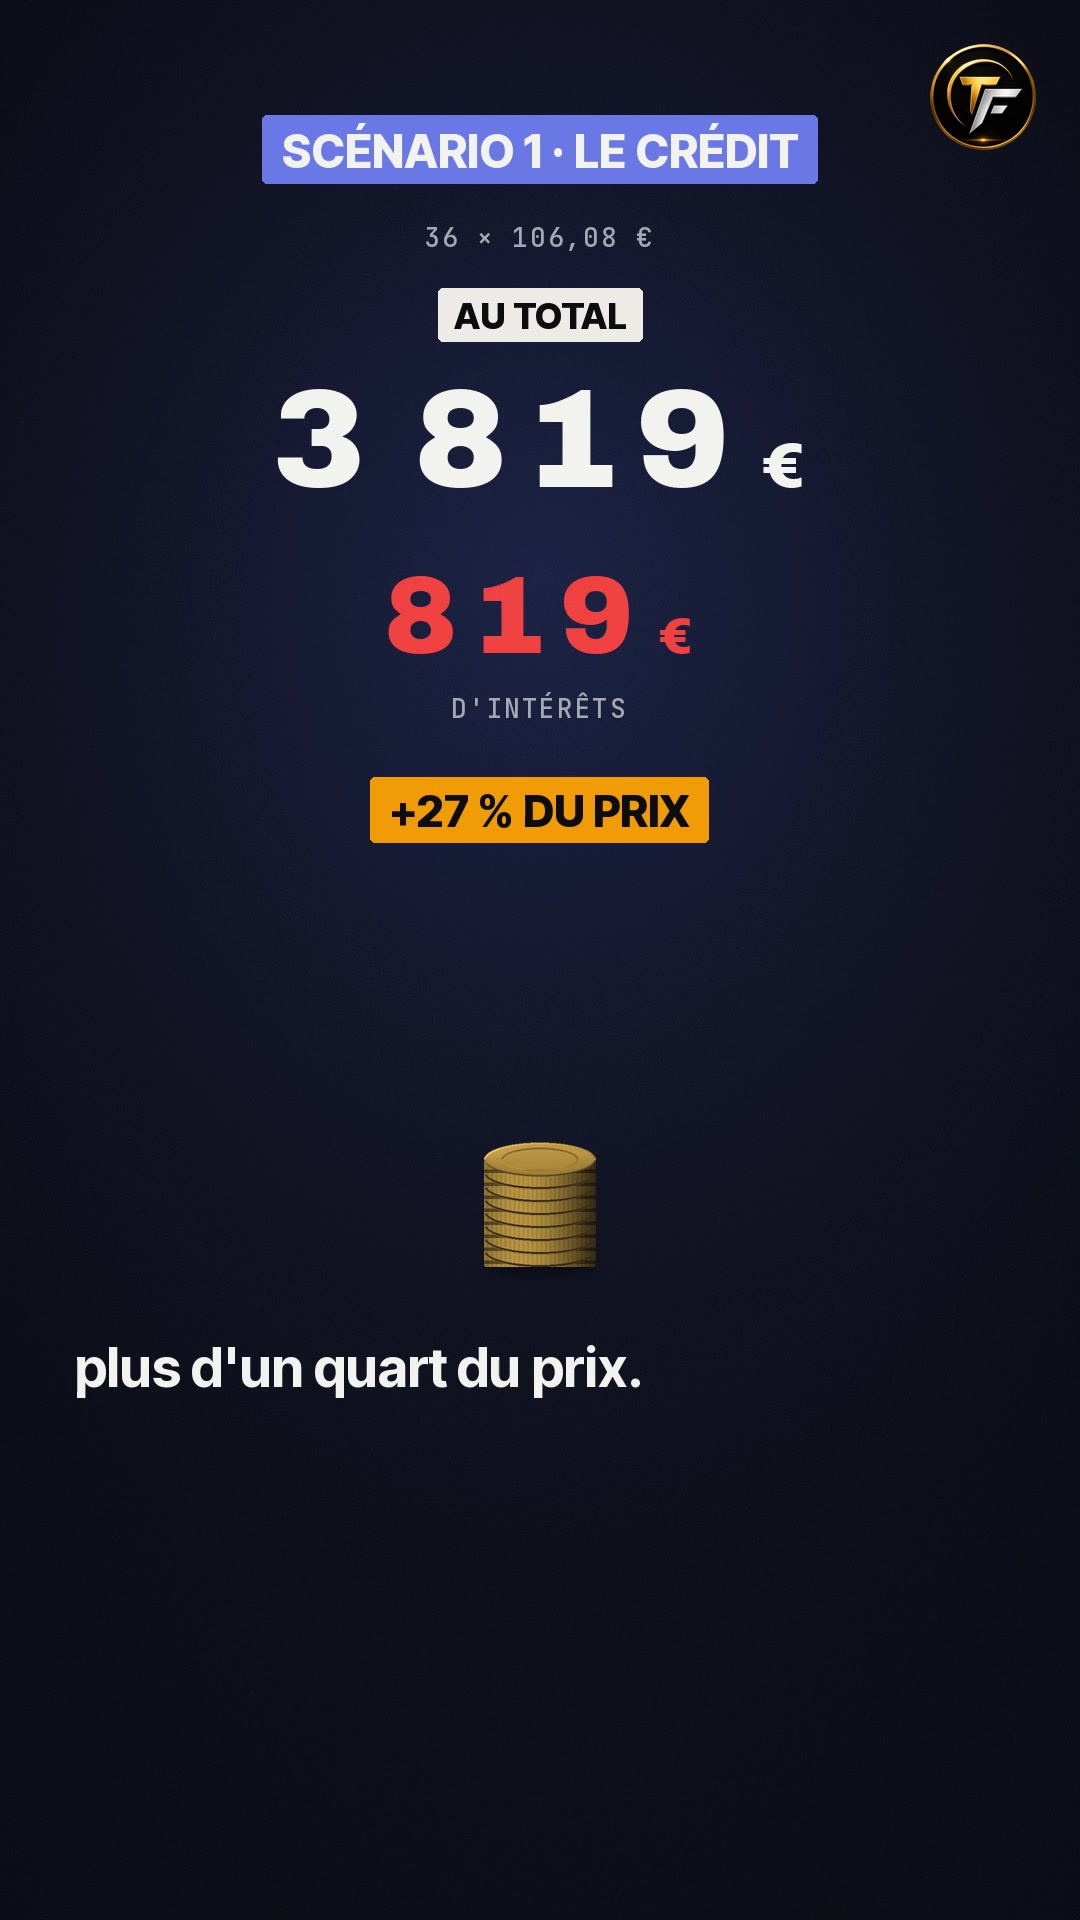 TF
SCÉNARIO 1 · LE CRÉDIT
36 × 106,08 €
AU TOTAL
3 819 €
819 €
D'INTÉRÊTS
+27 % DU PRIX
plus d'un quart du prix.